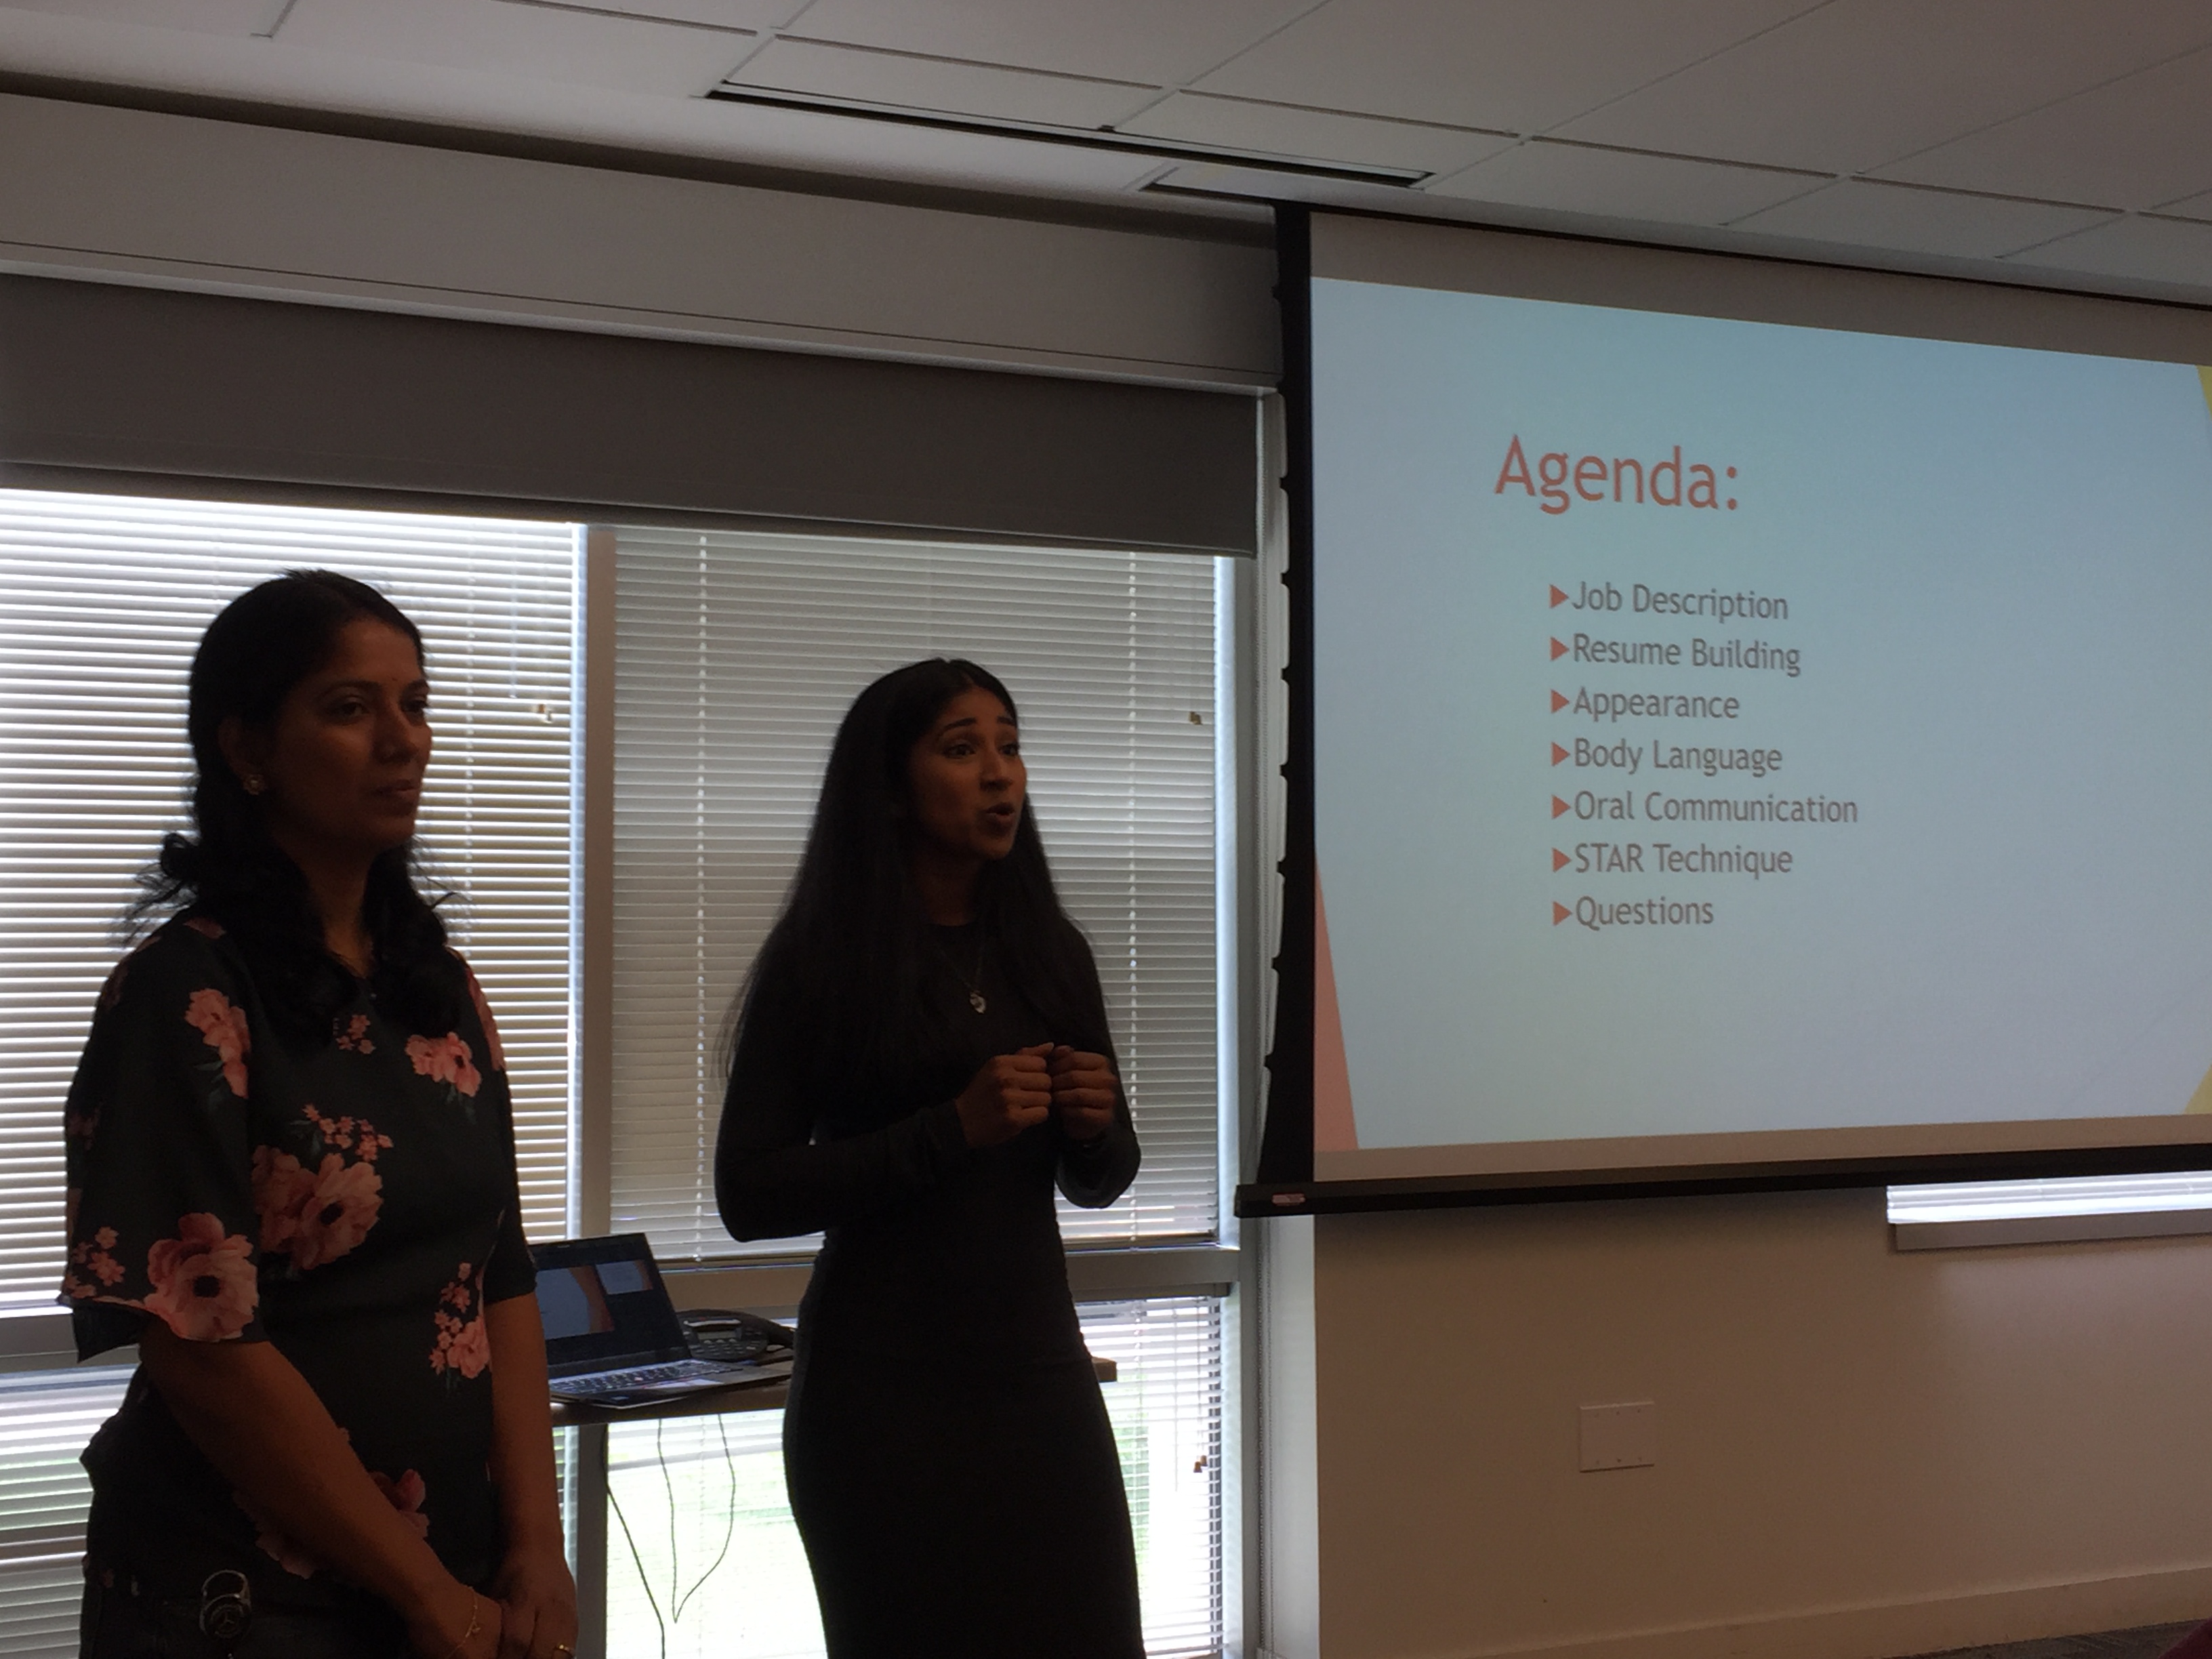 Agenda:
▶Job Description
▶Resume Building
▶Appearance
▶Body Language
▶Oral Communication
▶STAR Technique
▶Questions